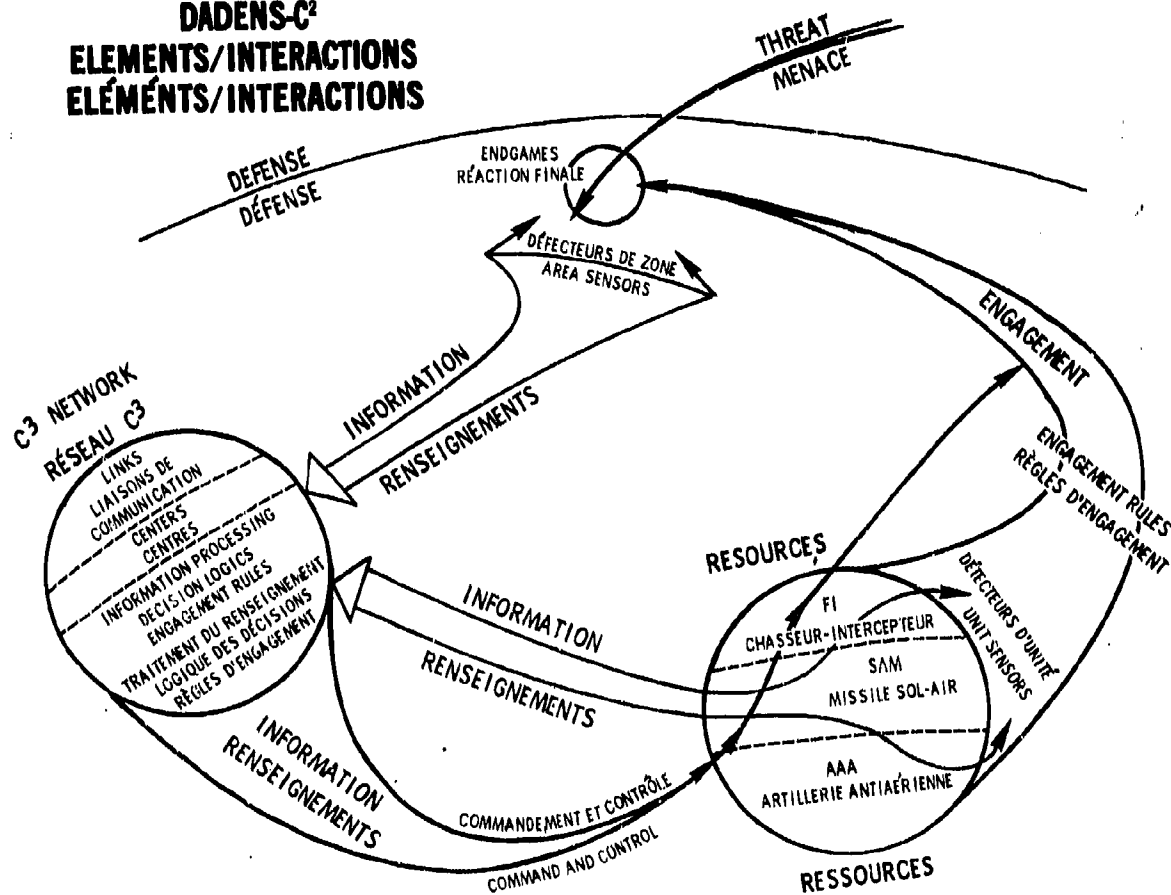 DADENS-C²
ELEMENTS/INTERACTIONS
ELÉMÉNTS/INTERACTIONS
THREAT
MENACE
DEFENSE
DÉFENSE
ENDGAMES
RÉACTION FINALE
DÉFECTEURS DE ZONE
AREA SENSORS
ENGAGEMENT
INFORMATION
RENSEIGNEMENTS
C³ NETWORK
RÉSEAU C³
LINKS
LIAISONS DE
COMMUNICATION
CENTERS
CENTRES
INFORMATION PROCESSING
DECISION LOGICS
ENGAGEMENT RULES
TRAITEMENT DU RENSEIGNEMENT
LOGIQUE DES DÉCISIONS
RÈGLES D'ENGAGEMENT
ENGAGEMENT RULES
RÈGLES D'ENGAGEMENT
RESOURCES
FI
CHASSEUR-INTERCEPTEUR
SAM
MISSILE SOL-AIR
AAA
ARTILLERIE ANTIAÉRIENNE
DÉTECTEURS D'UNITÉ
UNIT SENSORS
INFORMATION
RENSEIGNEMENTS
INFORMATION
RENSEIGNEMENTS
COMMANDEMENT ET CONTRÔLE
COMMAND AND CONTROL
RESSOURCES